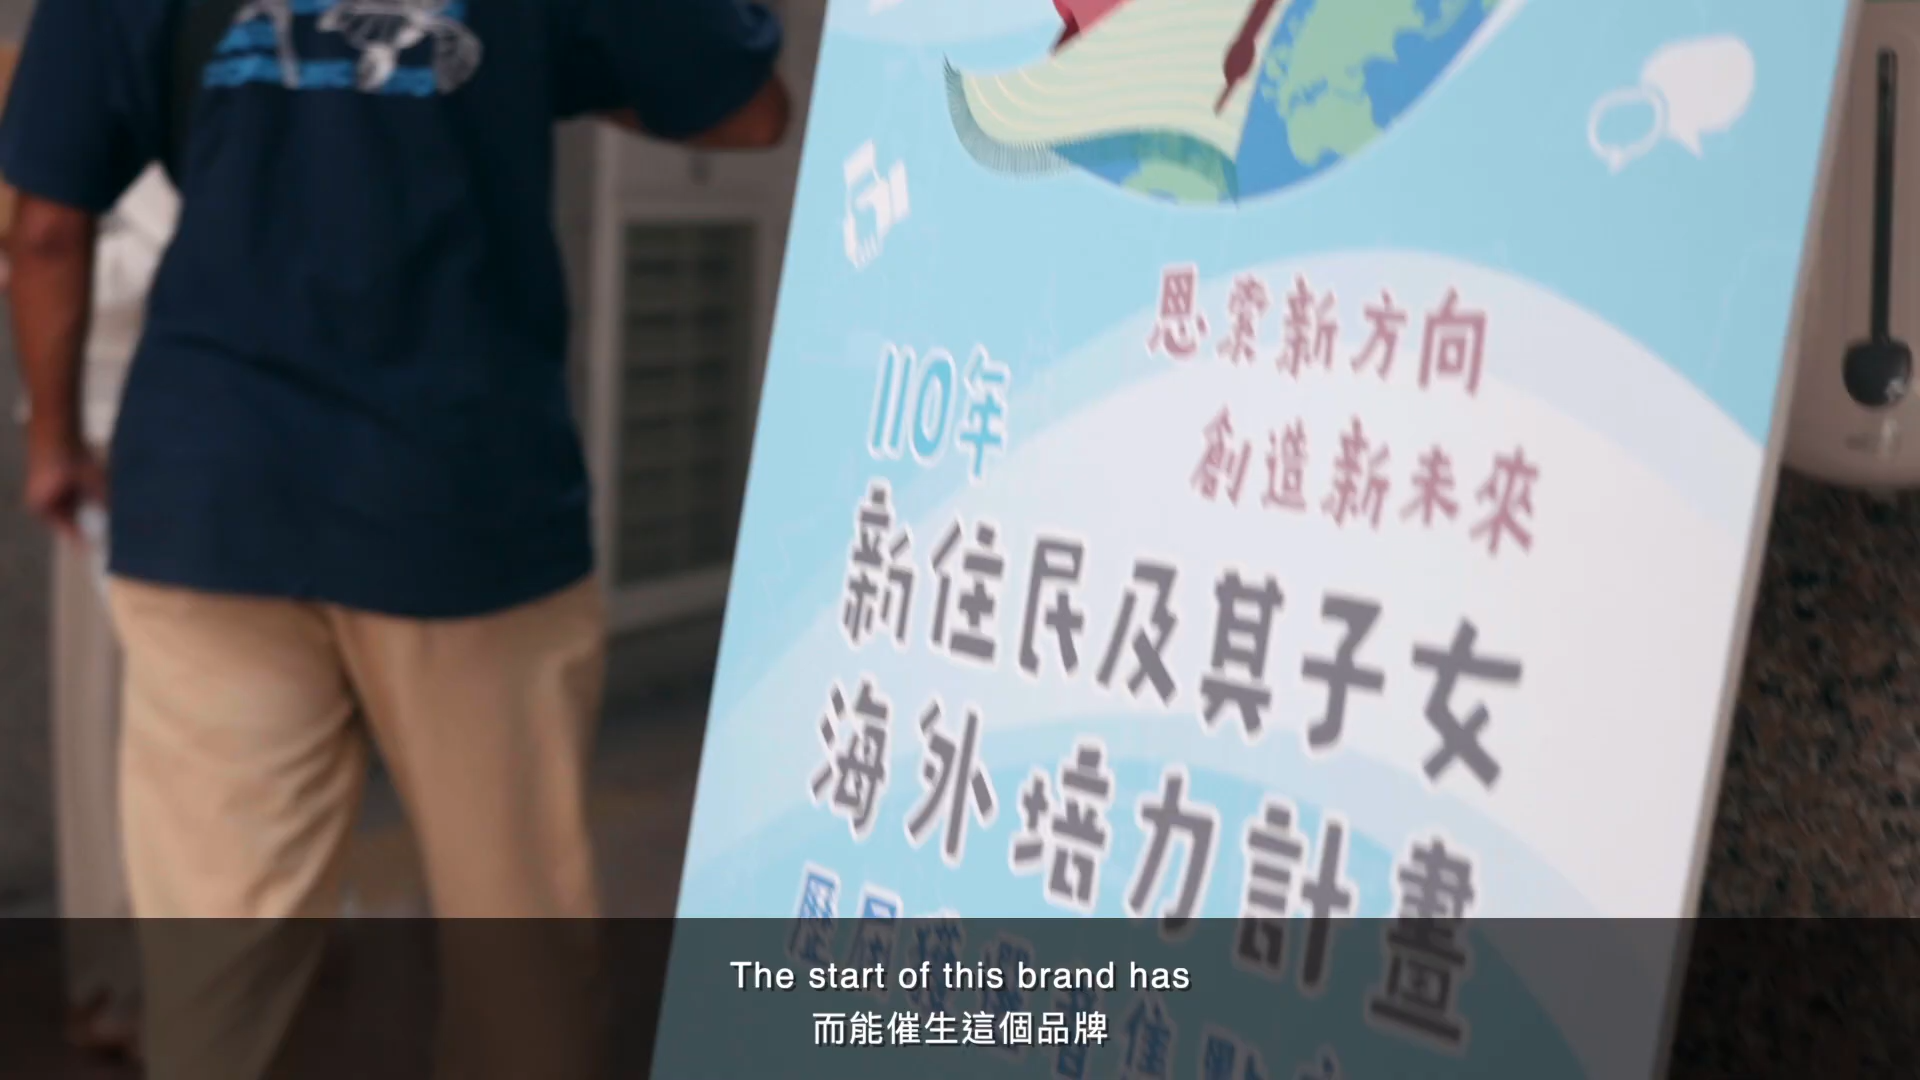 恩索新方向
創造新未來
110年
新住民及其子女
海外培力計畫
The start of this brand has
而能催生這個品牌